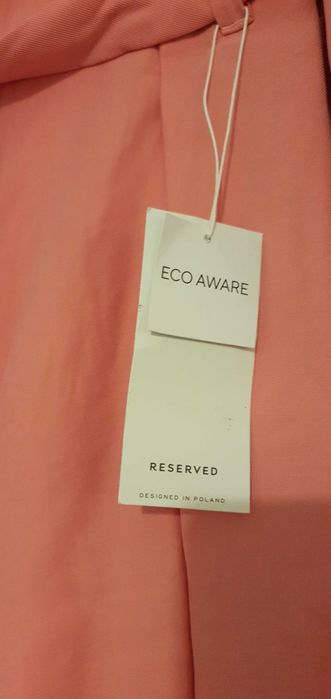 ECO AWARE
RESERVED
DESIGNED IN POLAND